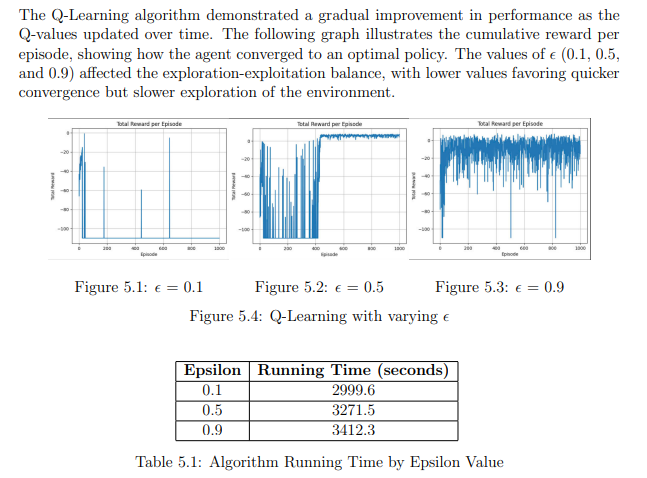 The Q-Learning algorithm demonstrated a gradual improvement in performance as the
Q-values updated over time. The following graph illustrates the cumulative reward per
episode, showing how the agent converged to an optimal policy. The values of ϵ (0.1, 0.5,
and 0.9) affected the exploration-exploitation balance, with lower values favoring quicker
convergence but slower exploration of the environment.
Total Reward per Episode
Total Reward
0
−20
−40
−60
−80
−100
0 200 400 600 800 1000
Episode
Total Reward per Episode
Total Reward
0
−20
−40
−60
−80
−100
0 200 400 600 800 1000
Episode
Total Reward per Episode
Total Reward
0
−20
−40
−60
−80
−100
0 200 400 600 800 1000
Episode
Figure 5.1: ϵ = 0.1
Figure 5.2: ϵ = 0.5
Figure 5.3: ϵ = 0.9
Figure 5.4: Q-Learning with varying ϵ
Epsilon Running Time (seconds)
0.1 2999.6
0.5 3271.5
0.9 3412.3
Table 5.1: Algorithm Running Time by Epsilon Value